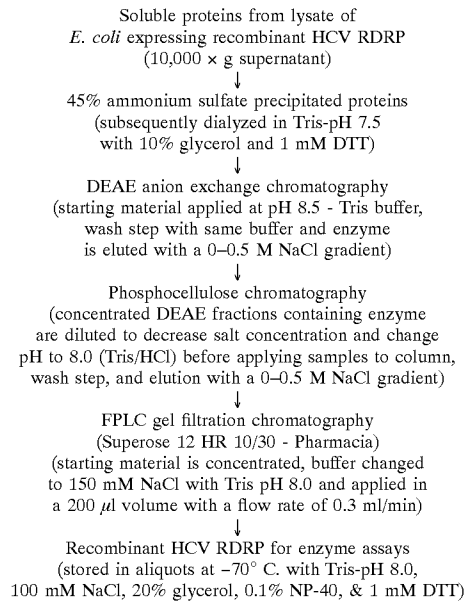 Soluble proteins from lysate of
E. coli expressing recombinant HCV RDRP
(10,000 × g supernatant)
↓
45% ammonium sulfate precipitated proteins
(subsequently dialyzed in Tris-pH 7.5
with 10% glycerol and 1 mM DTT)
↓
DEAE anion exchange chromatography
(starting material applied at pH 8.5 - Tris buffer,
wash step with same buffer and enzyme
is eluted with a 0–0.5 M NaCl gradient)
↓
Phosphocellulose chromatography
(concentrated DEAE fractions containing enzyme
are diluted to decrease salt concentration and change
pH to 8.0 (Tris/HCl) before applying samples to column,
wash step, and elution with a 0–0.5 M NaCl gradient)
↓
FPLC gel filtration chromatography
(Superose 12 HR 10/30 - Pharmacia)
(starting material is concentrated, buffer changed
to 150 mM NaCl with Tris pH 8.0 and applied in
a 200 μl volume with a flow rate of 0.3 ml/min)
↓
Recombinant HCV RDRP for enzyme assays
(stored in aliquots at –70° C. with Tris-pH 8.0,
100 mM NaCl, 20% glycerol, 0.1% NP-40, & 1 mM DTT)